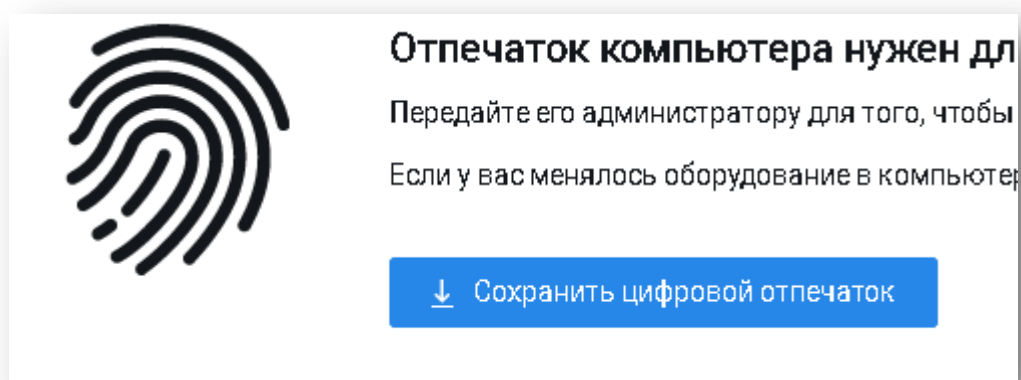 Отпечаток компьютера нужен дл
Передайте его администратору для того, чтобы
Если у вас менялось оборудование в компьютер
Сохранить цифровой отпечаток